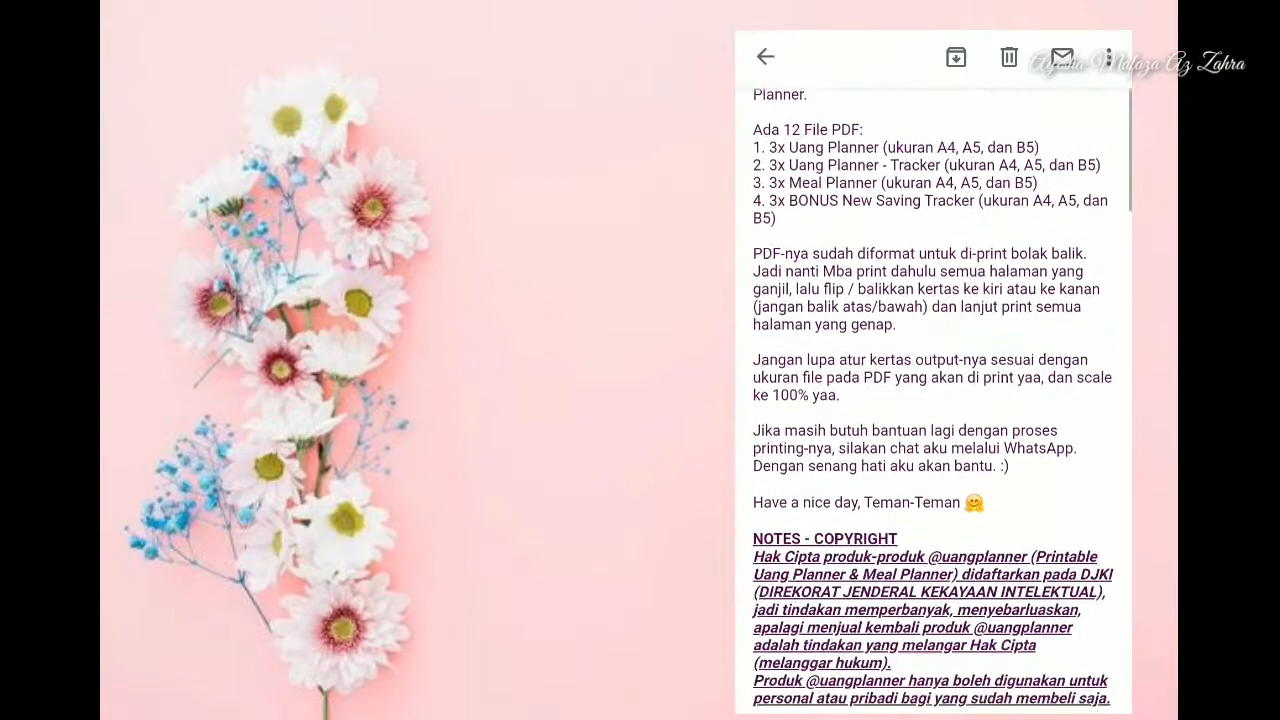 Ayesha Mafaza Az Zahra
Planner.
Ada 12 File PDF:
1. 3x Uang Planner (ukuran A4, A5, dan B5)
2. 3x Uang Planner - Tracker (ukuran A4, A5, dan B5)
3. 3x Meal Planner (ukuran A4, A5, dan B5)
4. 3x BONUS New Saving Tracker (ukuran A4, A5, dan
B5)
PDF-nya sudah diformat untuk di-print bolak balik.
Jadi nanti Mba print dahulu semua halaman yang
ganjil, lalu flip / balikkan kertas ke kiri atau ke kanan
(jangan balik atas/bawah) dan lanjut print semua
halaman yang genap.
Jangan lupa atur kertas output-nya sesuai dengan
ukuran file pada PDF yang akan di print yaa, dan scale
ke 100% yaa.
Jika masih butuh bantuan lagi dengan proses
printing-nya, silakan chat aku melalui WhatsApp.
Dengan senang hati aku akan bantu. :)
Have a nice day, Teman-Teman 🤗
NOTES - COPYRIGHT
Hak Cipta produk-produk @uangplanner (Printable
Uang Planner & Meal Planner) didaftarkan pada DJKI
(DIREKORAT JENDERAL KEKAYAAN INTELEKTUAL),
jadi tindakan memperbanyak, menyebarluaskan,
apalagi menjual kembali produk @uangplanner
adalah tindakan yang melangar Hak Cipta
(melanggar hukum).
Produk @uangplanner hanya boleh digunakan untuk
personal atau pribadi bagi yang sudah membeli saja.